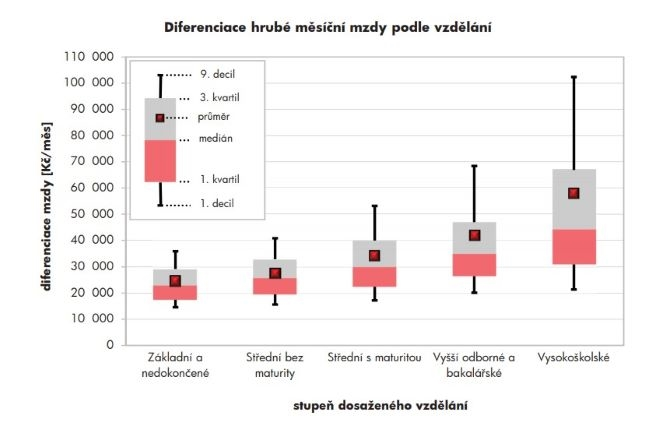 Diferenciace hrubé měsíční mzdy podle vzdělání
diferenciace mzdy [Kč/měs]
110 000
100 000
90 000
80 000
70 000
60 000
50 000
40 000
30 000
20 000
10 000
0
9. decil
3. kvartil
průměr
medián
1. kvartil
1. decil
Základní a
nedokončené
Střední bez
maturity
Střední s maturitou
Vyšší odborné a
bakalářské
Vysokoškolské
stupeň dosaženého vzdělání